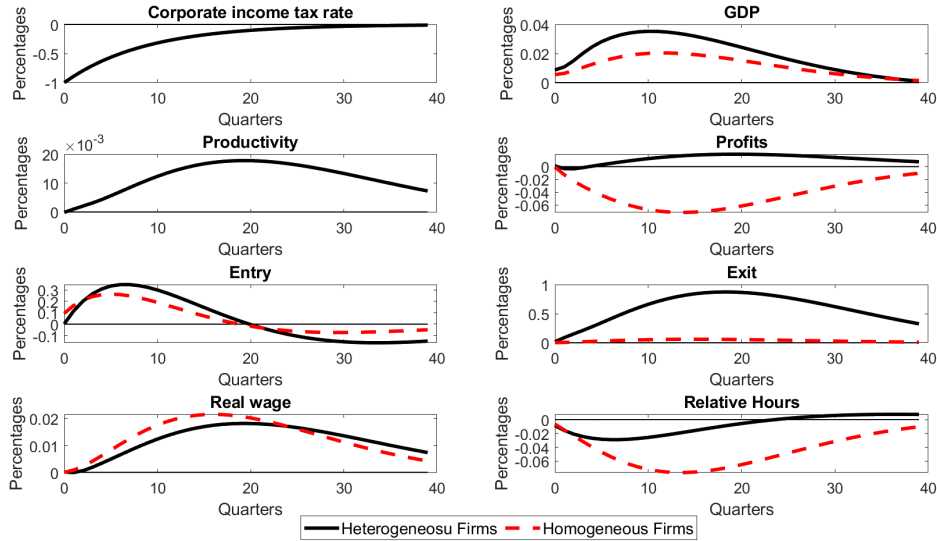 Corporate income tax rate
Percentages
0
-0.5
-1
0 10 20 30 40
Quarters
GDP
Percentages
0.04
0.02
0
0 10 20 30 40
Quarters
Productivity
×10-3
Percentages
20
10
0
0 10 20 30 40
Quarters
Profits
Percentages
0
-0.02
-0.04
-0.06
0 10 20 30 40
Quarters
Entry
Percentages
0.3
0.2
0.1
0
-0.1
0 10 20 30 40
Quarters
Exit
Percentages
1
0.5
0
0 10 20 30 40
Quarters
Real wage
Percentages
0.02
0.01
0
0 10 20 30 40
Quarters
Relative Hours
Percentages
0
-0.02
-0.04
-0.06
0 10 20 30 40
Quarters
Heterogeneosu Firms Homogeneous Firms